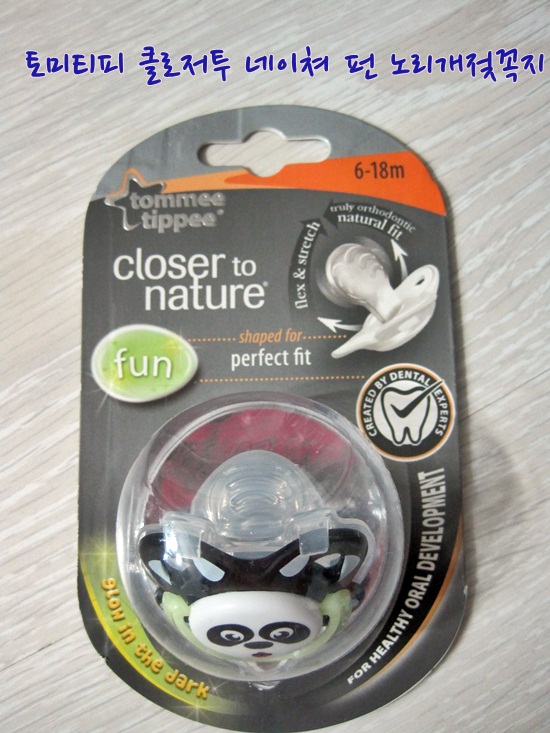 토미티피 클로저투 네이쳐 펀 노리개젖꼭지
6-18m
tommee
tippee®
truly orthodontic
natural fit
flex & stretch
closer to
nature®
shaped for
perfect fit
fun
CREATED BY DENTAL EXPERTS
FOR HEALTHY ORAL DEVELOPMENT
glow in the dark